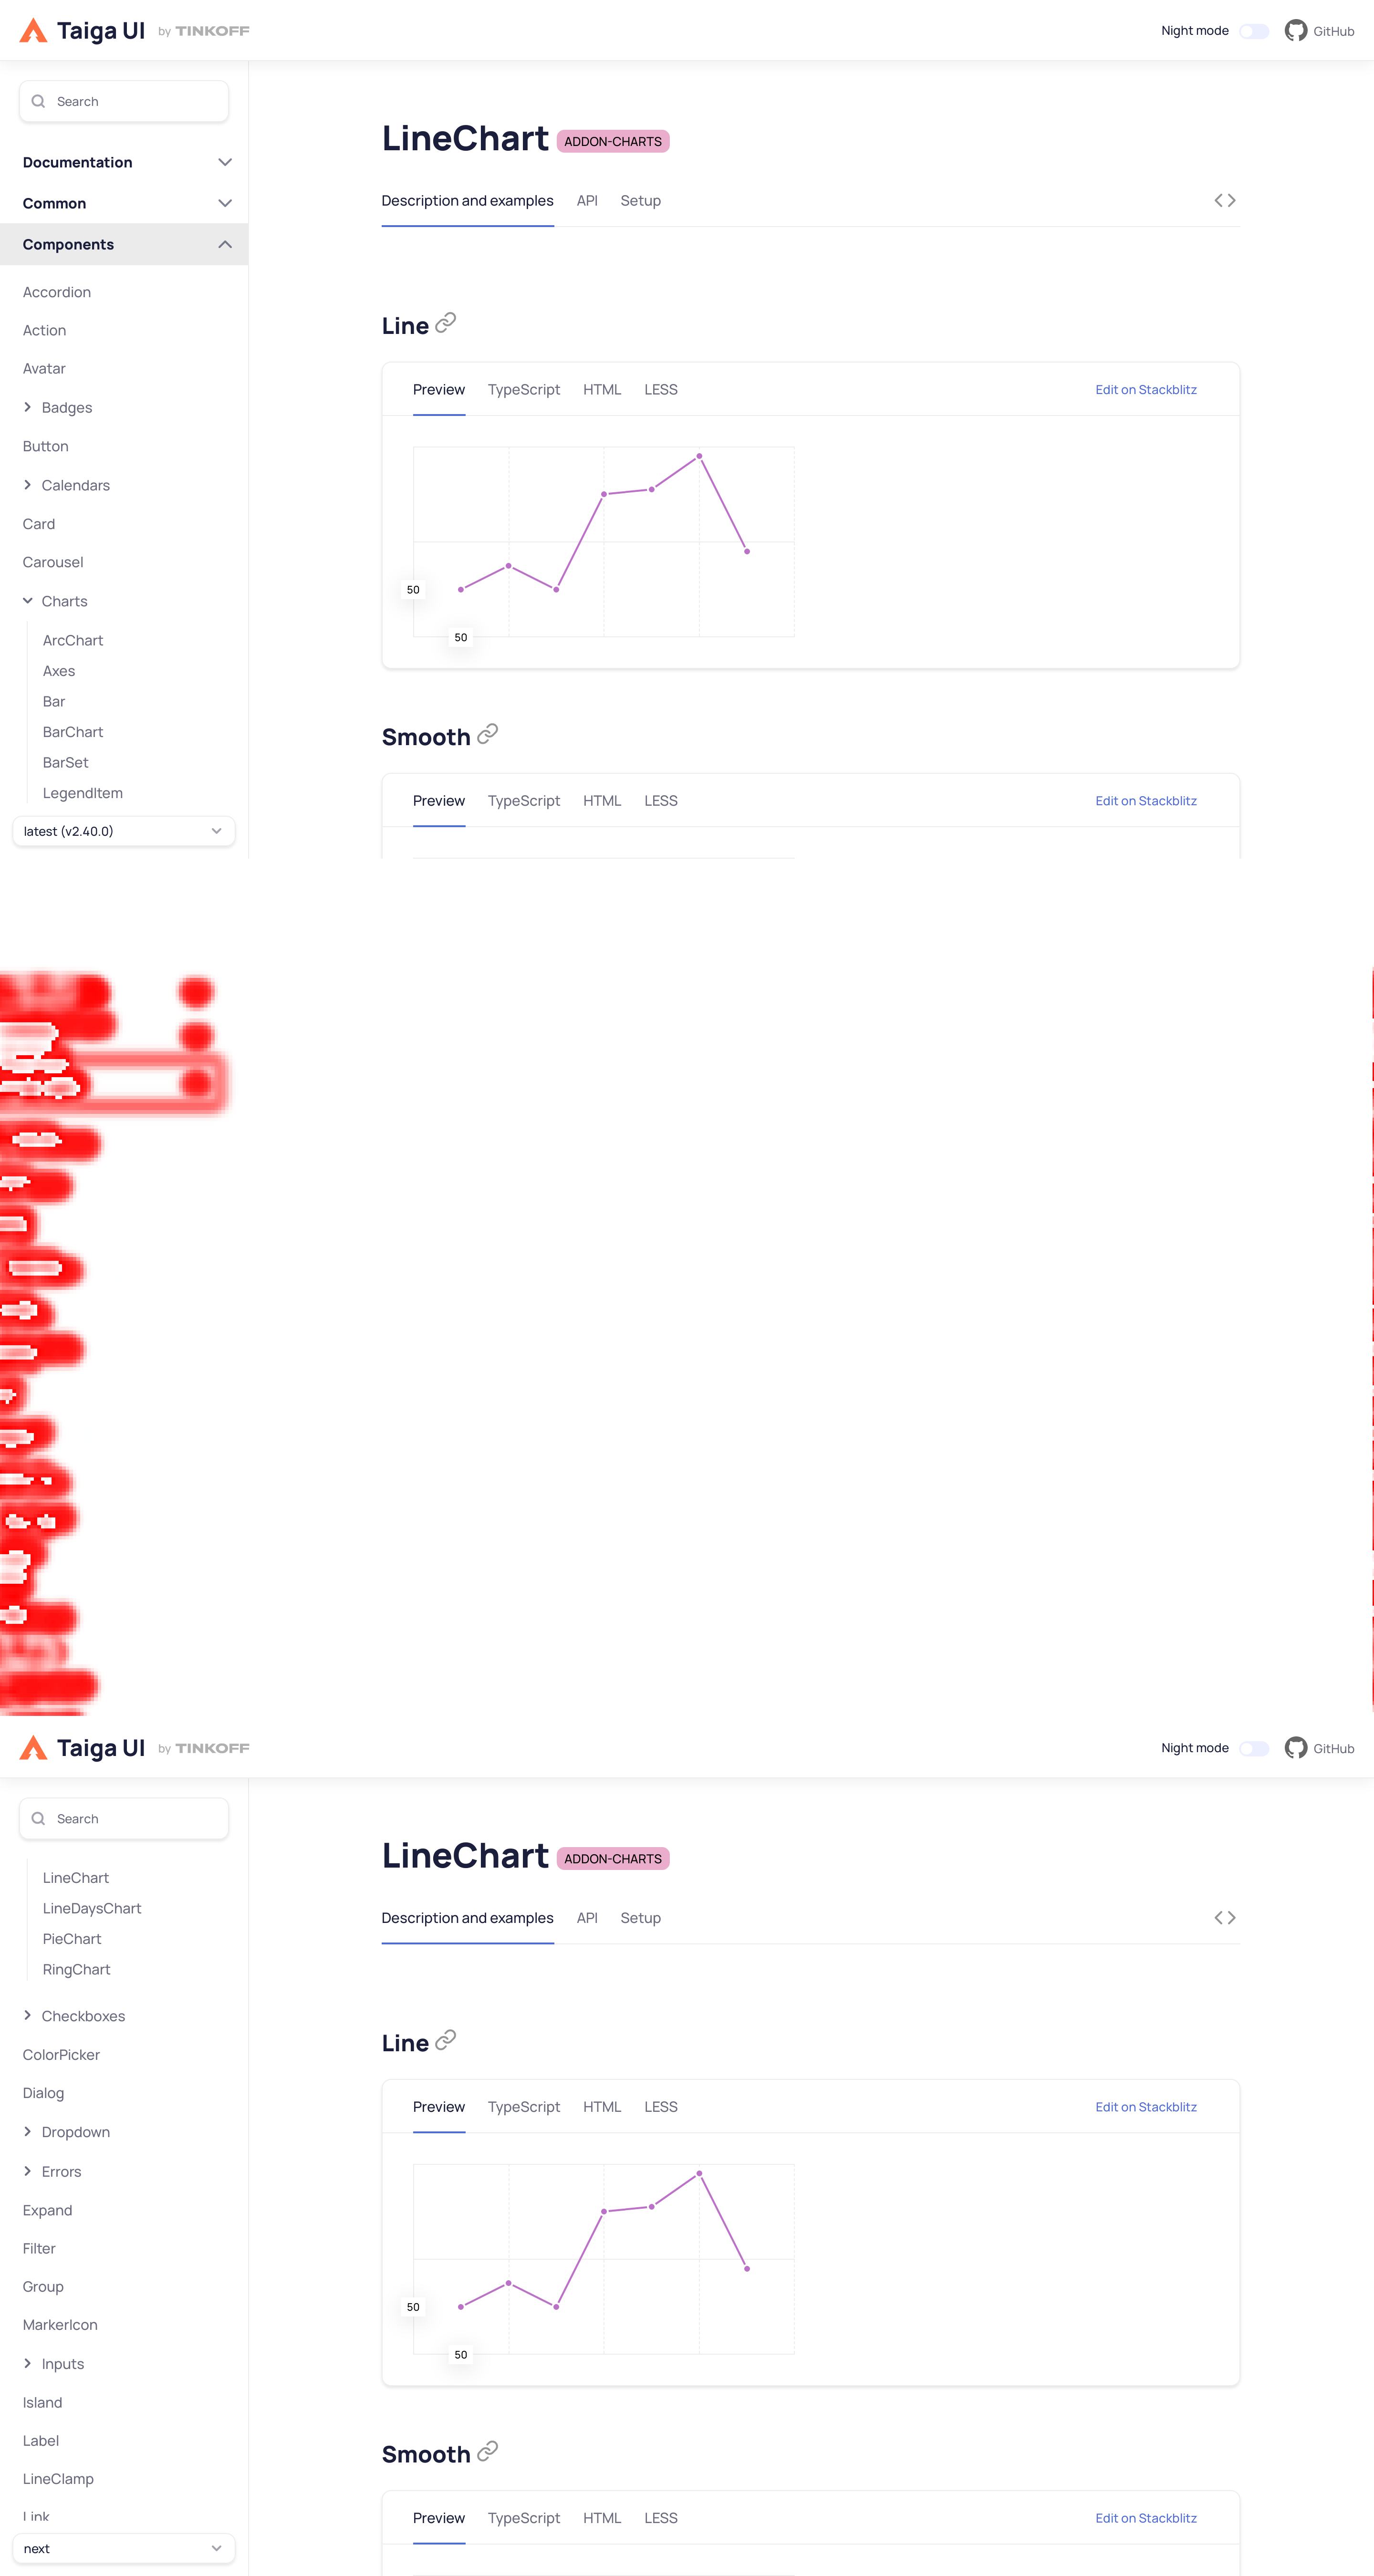 Taiga UI by TINKOFF
Night mode
GitHub
Search
Documentation
Common
Components
Accordion
Action
Avatar
Badges
Button
Calendars
Card
Carousel
Charts
ArcChart
Axes
Bar
BarChart
BarSet
LegendItem
latest (v2.40.0)
LineChart ADDON-CHARTS
Description and examples API Setup
Line
Preview TypeScript HTML LESS Edit on Stackblitz
50
50
Smooth
Preview TypeScript HTML LESS Edit on Stackblitz
Taiga UI by TINKOFF
Night mode
GitHub
Search
LineChart
LineDaysChart
PieChart
RingChart
Checkboxes
ColorPicker
Dialog
Dropdown
Errors
Expand
Filter
Group
MarkerIcon
Inputs
Island
Label
LineClamp
Link
next
LineChart ADDON-CHARTS
Description and examples API Setup
Line
Preview TypeScript HTML LESS Edit on Stackblitz
50
50
Smooth
Preview TypeScript HTML LESS Edit on Stackblitz